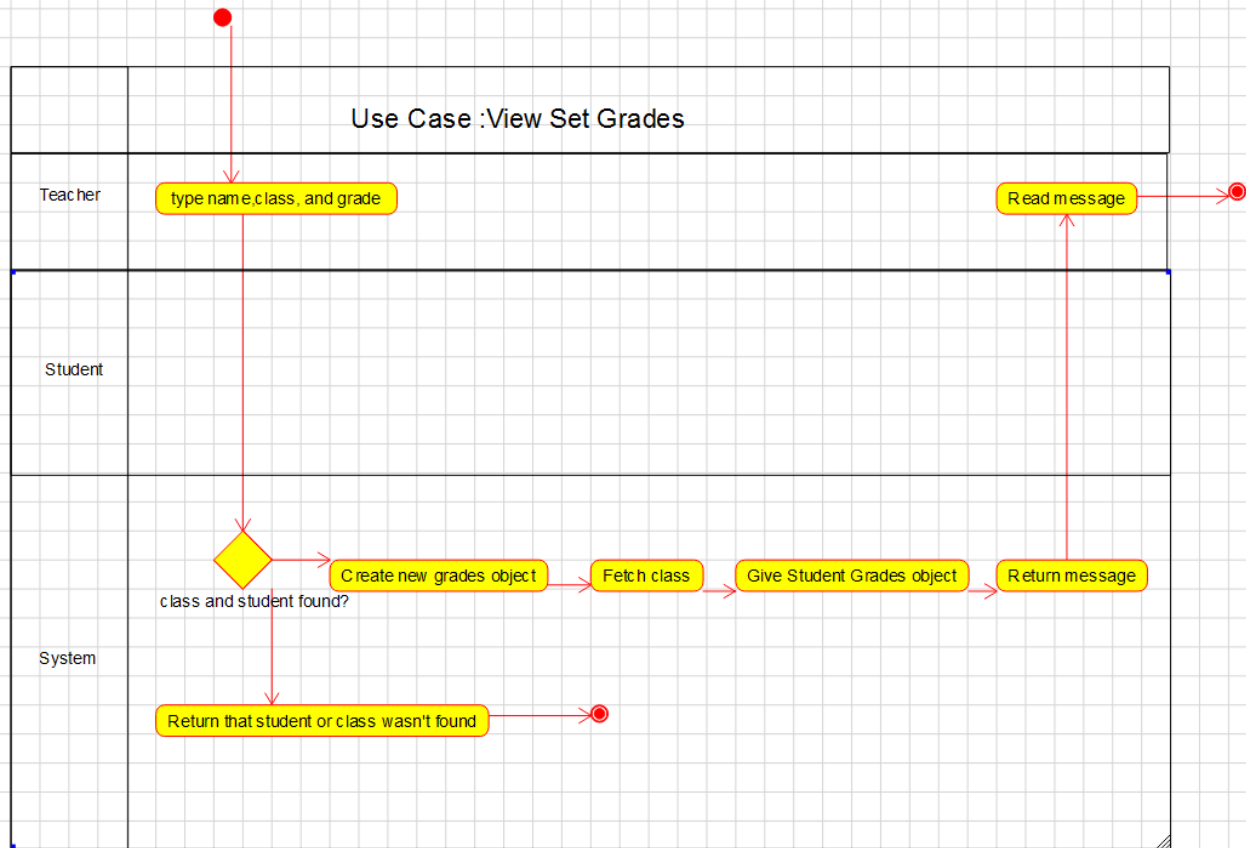 Use Case :View Set Grades
Teacher
type name,class, and grade
Read message
Student
Create new grades object
Fetch class
Give Student Grades object
Return message
class and student found?
System
Return that student or class wasn't found